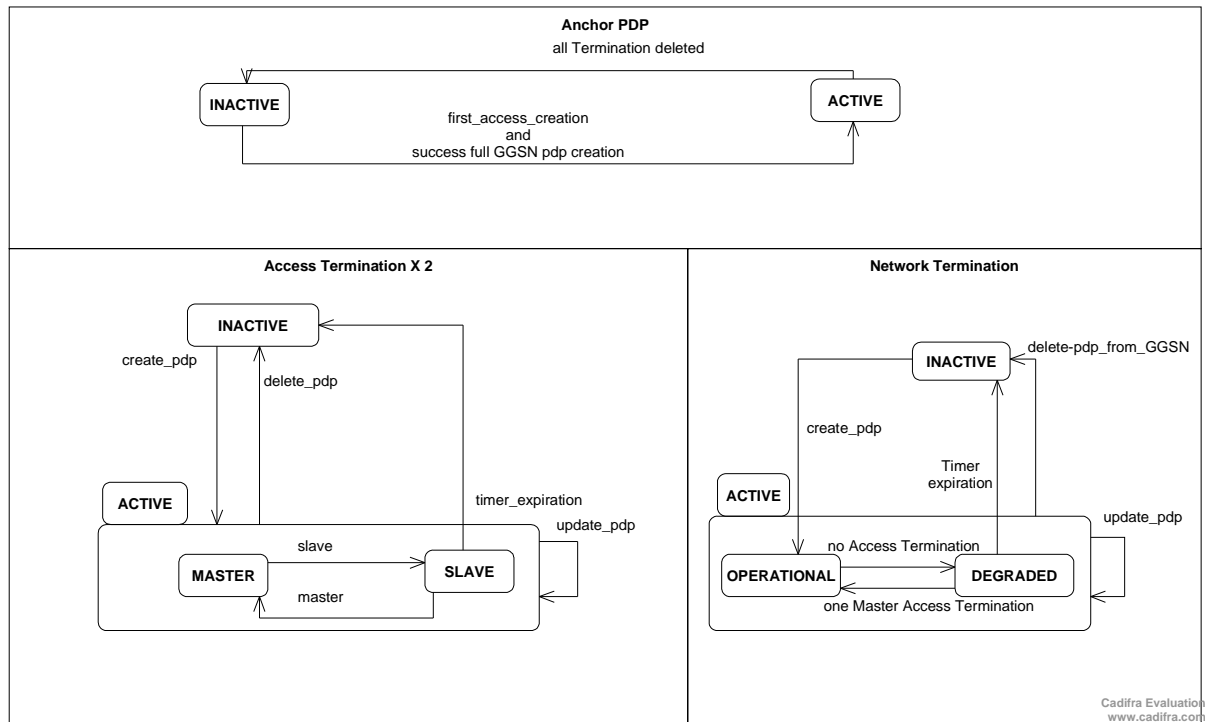 Anchor PDP
all Termination deleted
INACTIVE
ACTIVE
first_access_creation
and
success full GGSN pdp creation
Access Termination X 2
INACTIVE
create_pdp
delete_pdp
ACTIVE
timer_expiration
update_pdp
slave
MASTER
SLAVE
master
Network Termination
delete-pdp_from_GGSN
INACTIVE
create_pdp
Timer
expiration
ACTIVE
update_pdp
no Access Termination
OPERATIONAL
DEGRADED
one Master Access Termination
Cadifra Evaluation
www.cadifra.com